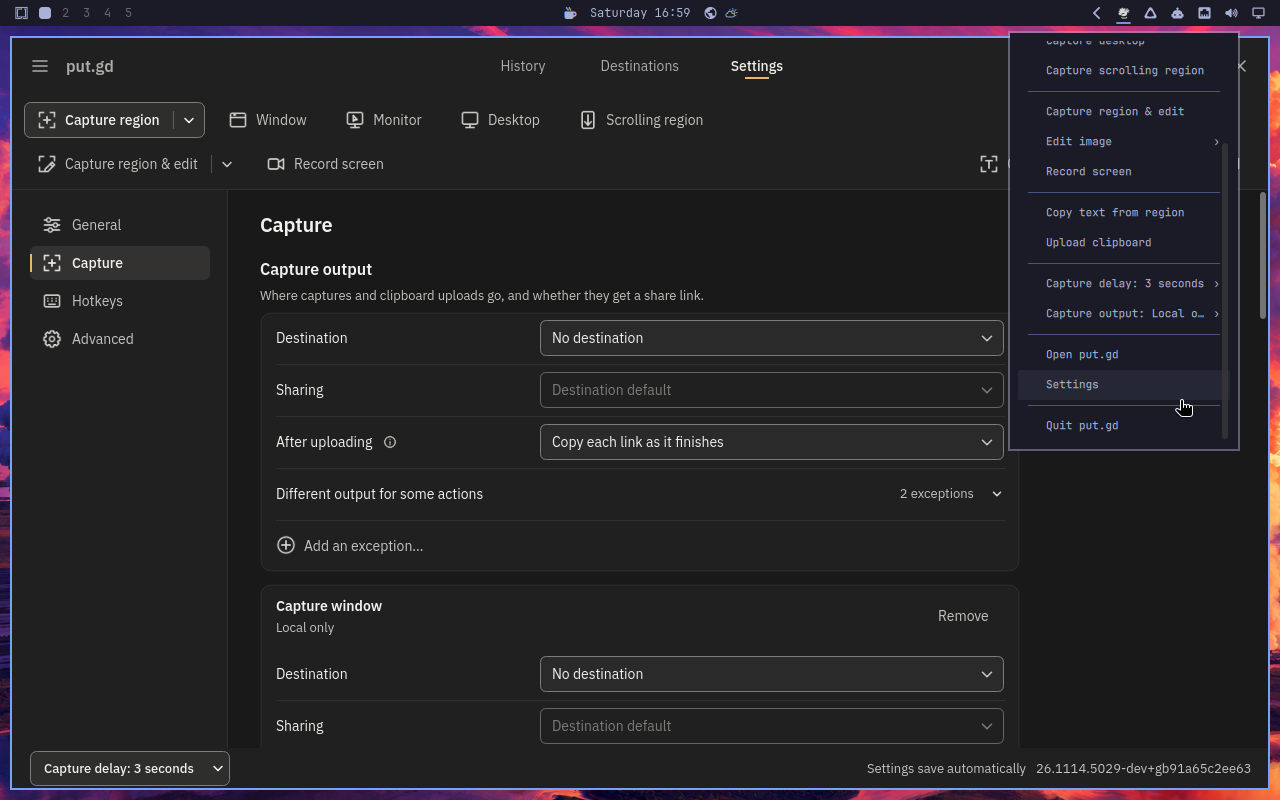 2 3 4 5
Saturday 16:59
put.gd
History
Destinations
Settings
Capture region
Window
Monitor
Desktop
Scrolling region
Capture region & edit
Record screen
General
Capture
Hotkeys
Advanced
Capture
Capture output
Where captures and clipboard uploads go, and whether they get a share link.
Destination
No destination
Sharing
Destination default
After uploading
Copy each link as it finishes
Different output for some actions
2 exceptions
Add an exception...
Capture window
Local only
Remove
Destination
No destination
Sharing
Destination default
Capture delay: 3 seconds
Settings save automatically
26.1114.5029-dev+gb91a65c2ee63
Capture desktop
Capture scrolling region
Capture region & edit
Edit image
Record screen
Copy text from region
Upload clipboard
Capture delay: 3 seconds
Capture output: Local o…
Open put.gd
Settings
Quit put.gd